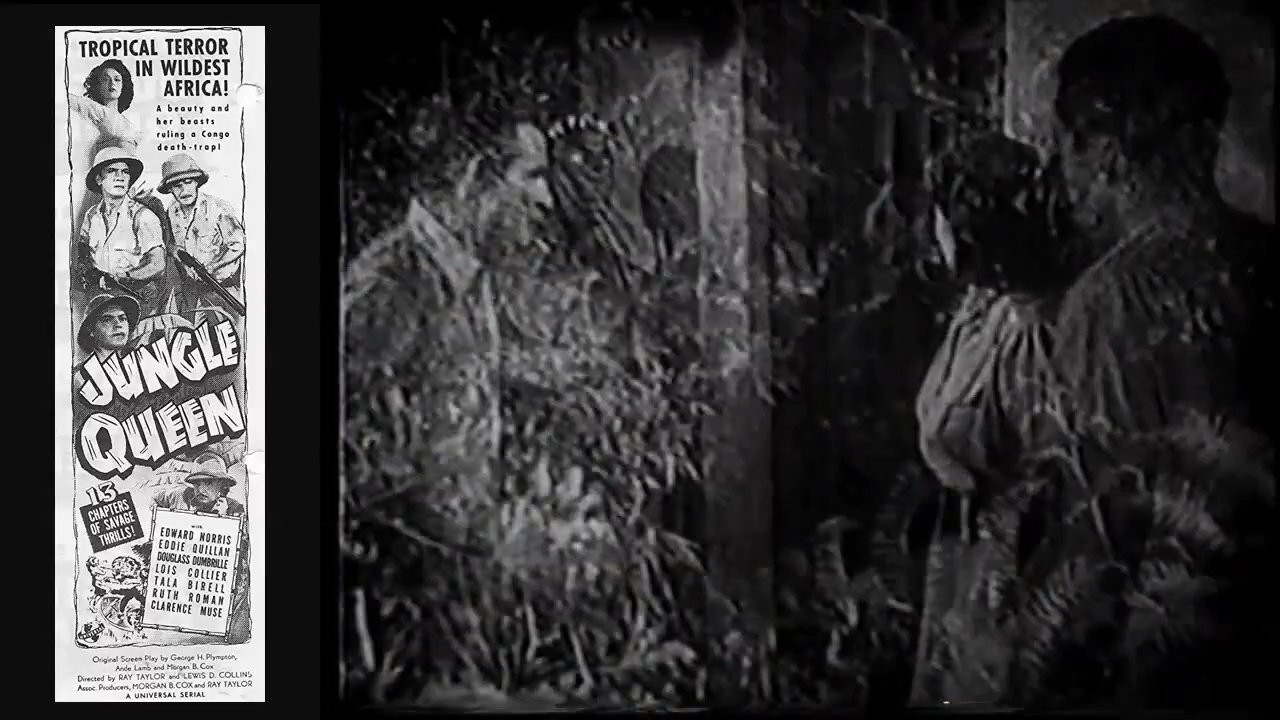 TROPICAL TERROR
IN WILDEST
AFRICA!
A beauty and
her beasts
ruling a Congo
death-trap!
JUNGLE
QUEEN
13
CHAPTERS
OF SAVAGE
THRILLS!
with
EDWARD NORRIS
EDDIE QUILLAN
DOUGLASS DUMBRILLE
LOIS COLLIER
TALA BIRELL
RUTH ROMAN
CLARENCE MUSE
Original Screen Play by George H. Plympton,
Ande Lamb and Morgan B. Cox
Directed by RAY TAYLOR and LEWIS D. COLLINS
Assoc. Producers, MORGAN B. COX and RAY TAYLOR
A UNIVERSAL SERIAL